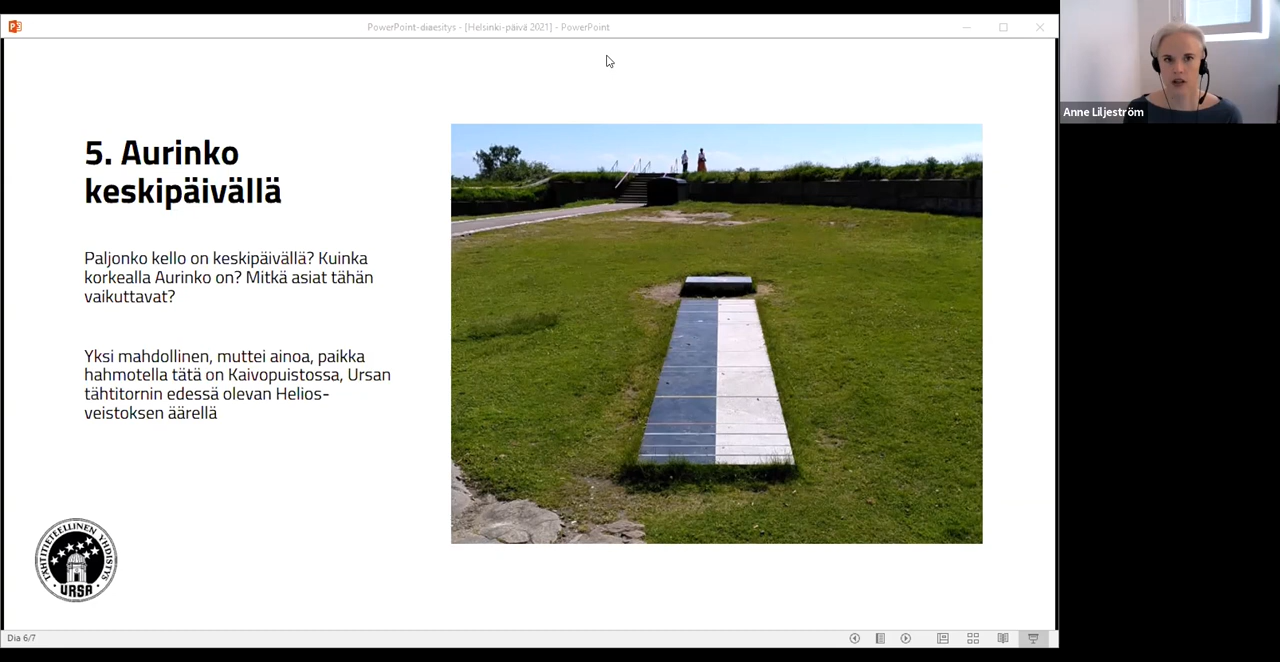 PowerPoint-diaesitys - [Helsinki-päivä 2021] - PowerPoint
Anne Liljeström
5. Aurinko
keskipäivällä
Paljonko kello on keskipäivällä? Kuinka
korkealla Aurinko on? Mitkä asiat tähän
vaikuttavat?
Yksi mahdollinen, muttei ainoa, paikka
hahmotella tätä on Kaivopuistossa, Ursan
tähtitornin edessä olevan Helios-
veistoksen äärellä
TÄHTITIETEELLINEN YHDISTYS
URSA
Dia 6/7